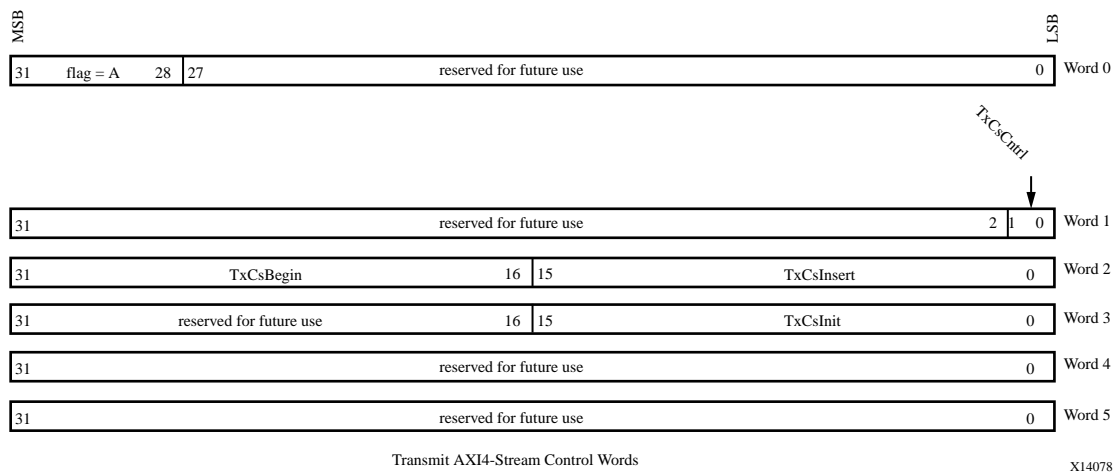 MSB
LSB
31 flag = A 28 27 reserved for future use 0 Word 0
TxCsCntrl
31 reserved for future use 2 1 0 Word 1
31 TxCsBegin 16 15 TxCsInsert 0 Word 2
31 reserved for future use 16 15 TxCsInit 0 Word 3
31 reserved for future use 0 Word 4
31 reserved for future use 0 Word 5
Transmit AXI4-Stream Control Words
X14078